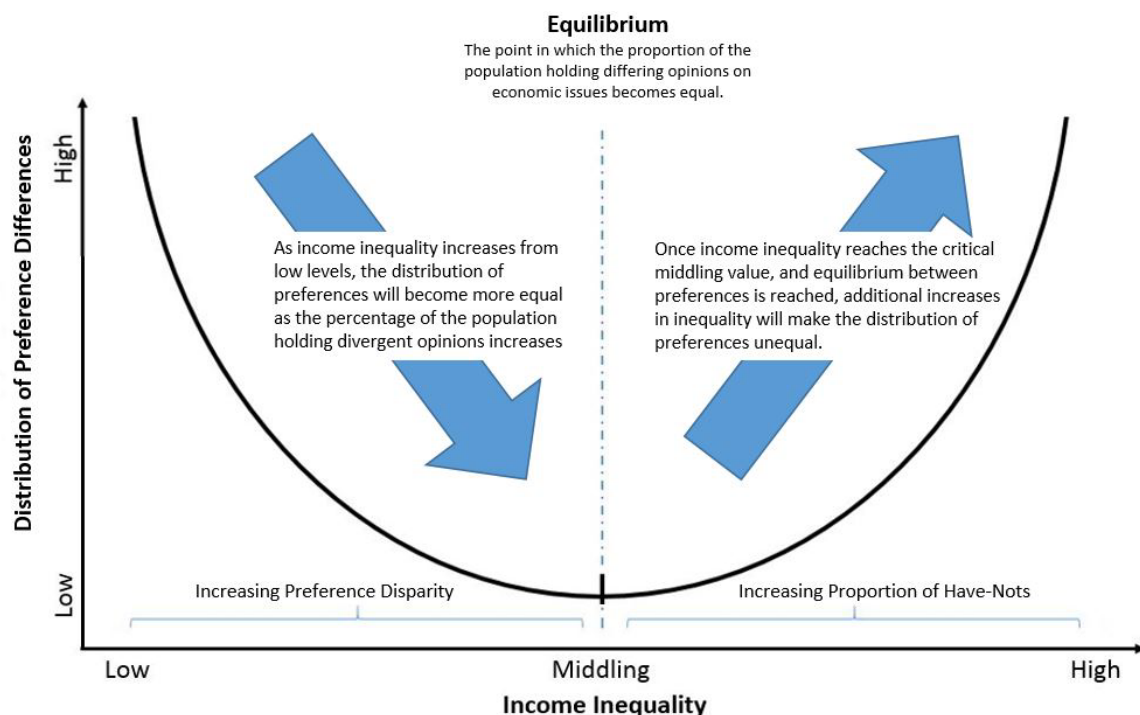 Equilibrium
The point in which the proportion of the
population holding differing opinions on
economic issues becomes equal.
Distribution of Preference Differences
High
Low
As income inequality increases from
low levels, the distribution of
preferences will become more equal
as the percentage of the population
holding divergent opinions increases
Once income inequality reaches the critical
middling value, and equilibrium between
preferences is reached, additional increases
in inequality will make the distribution of
preferences unequal.
Increasing Preference Disparity
Increasing Proportion of Have-Nots
Low
Middling
High
Income Inequality